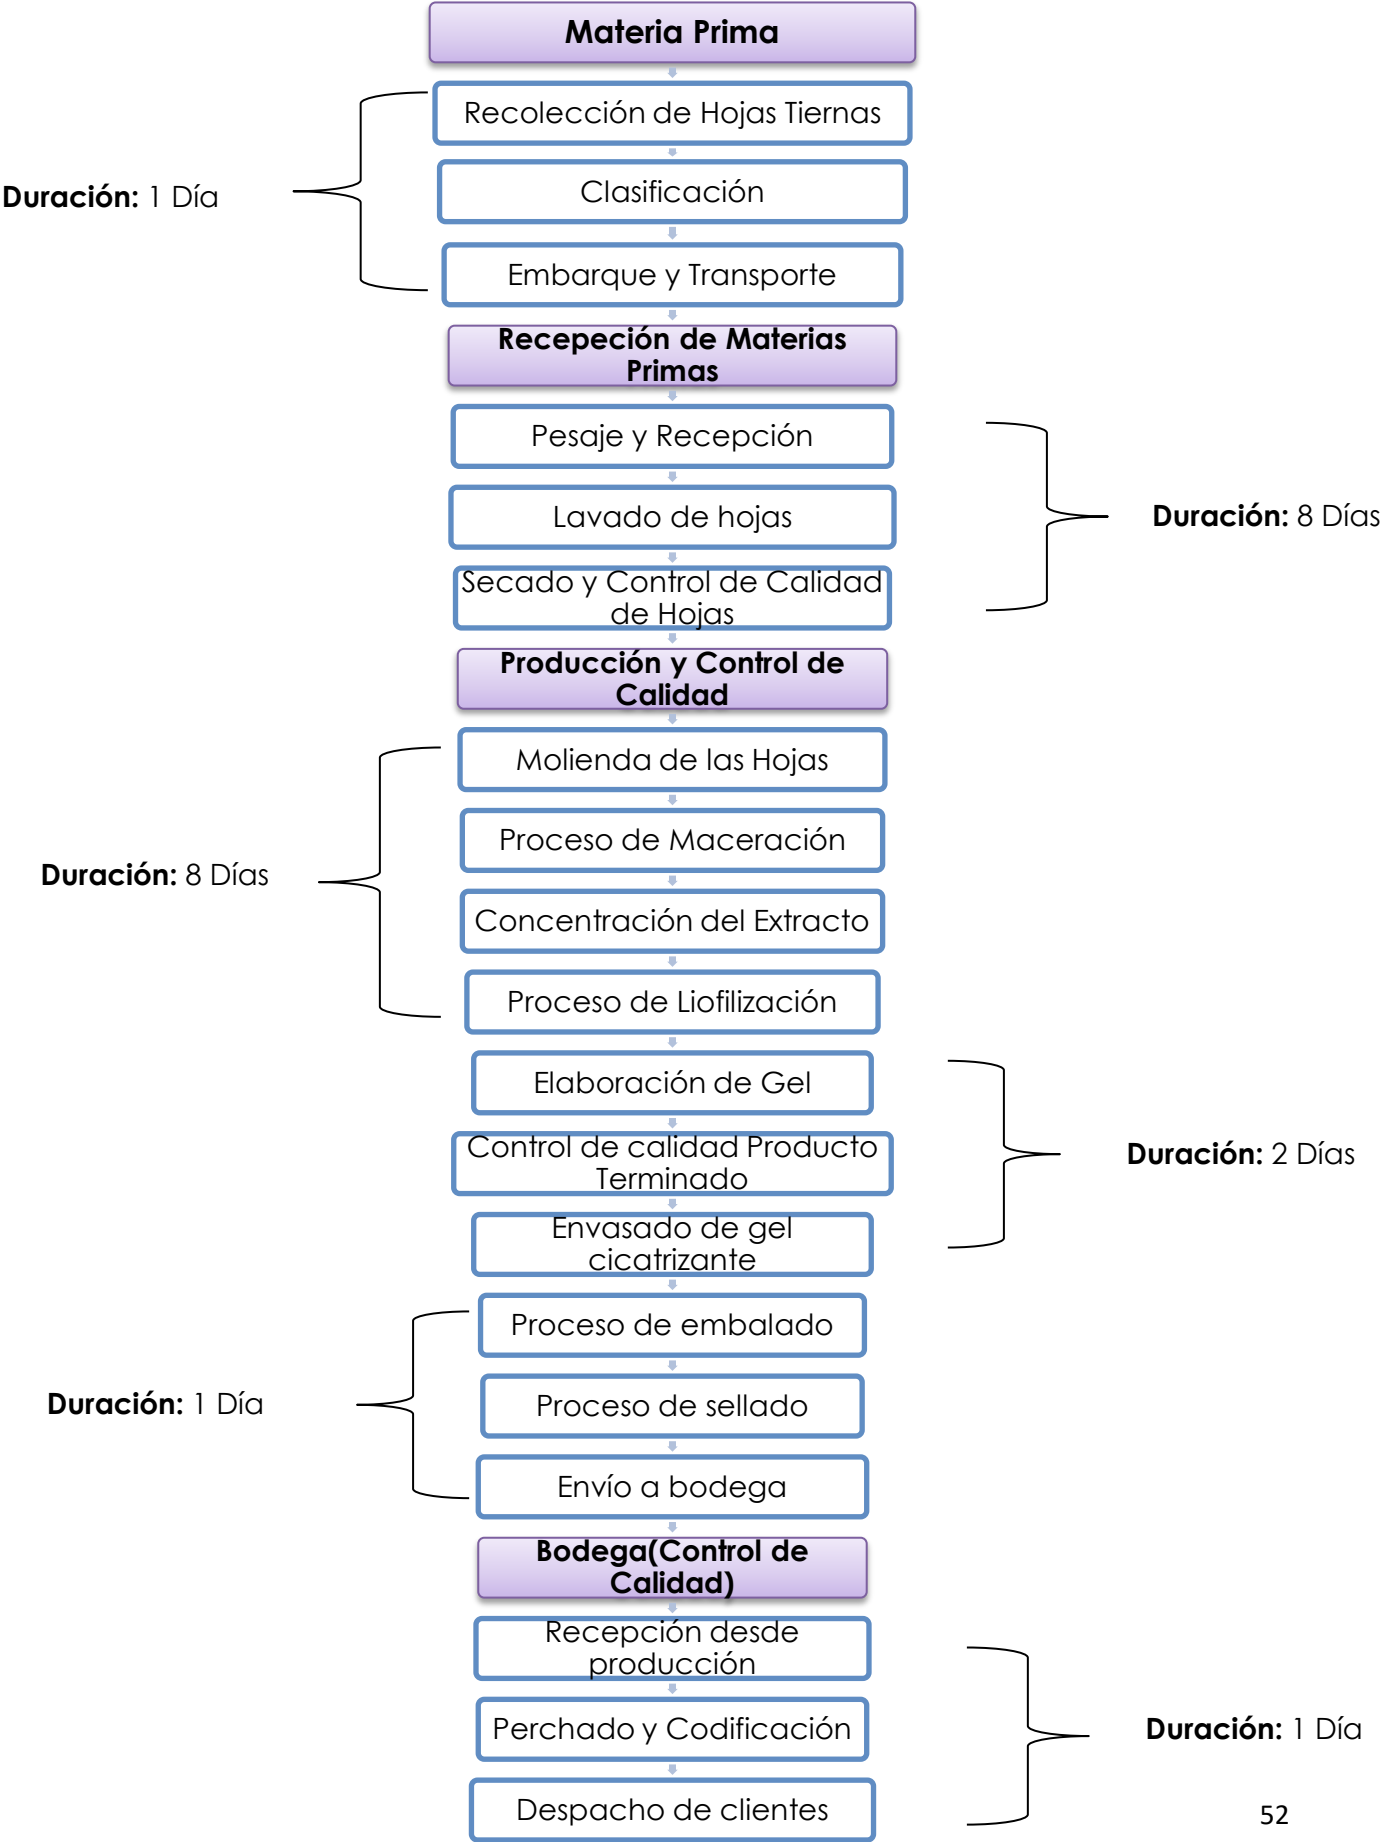 Materia Prima
Recolección de Hojas Tiernas
Clasificación
Duración: 1 Día
Embarque y Transporte
Recepeción de Materias
Primas
Pesaje y Recepción
Lavado de hojas
Duración: 8 Días
Secado y Control de Calidad
de Hojas
Producción y Control de
Calidad
Molienda de las Hojas
Proceso de Maceración
Duración: 8 Días
Concentración del Extracto
Proceso de Liofilización
Elaboración de Gel
Control de calidad Producto
Terminado
Duración: 2 Días
Envasado de gel
cicatrizante
Proceso de embalado
Proceso de sellado
Duración: 1 Día
Envío a bodega
Bodega(Control de
Calidad)
Recepción desde
producción
Perchado y Codificación
Duración: 1 Día
Despacho de clientes
52